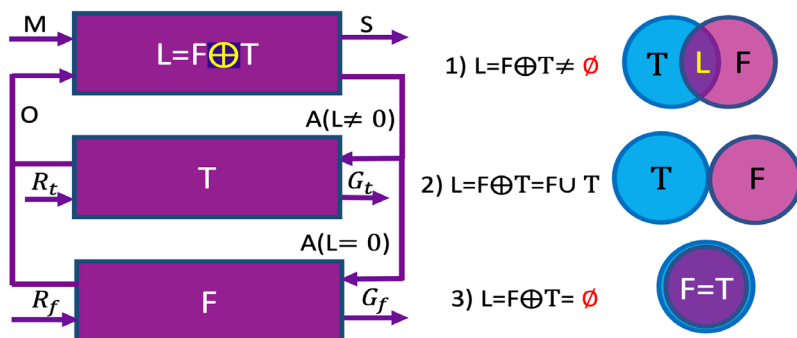 M
S
L=F⊕T
O
A(L≠ 0)
R_t
T
G_t
A(L= 0)
R_f
F
G_f
1) L=F⊕T≠ ∅
T L F
2) L=F⊕T=F∪ T
T F
3) L=F⊕T= ∅
F=T